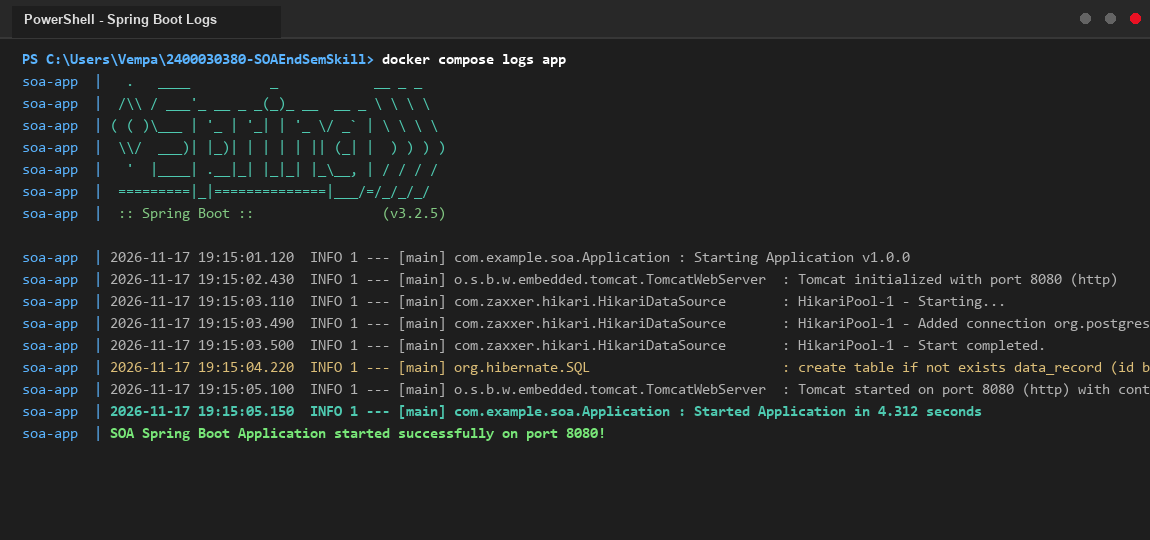 PowerShell - Spring Boot Logs
PS C:\Users\Vempa\2400030380-SOAEndSemSkill> docker compose logs app
soa-app  |   .   ____          _            __ _ _
soa-app  |  /\\ / ___'_ __ _ _(_)_ __  __ _ \ \ \ \
soa-app  | ( ( )\___ | '_ | '_| | '_ \/ _` | \ \ \ \
soa-app  |  \\/  ___)| |_)| | | | | || (_| |  ) ) ) )
soa-app  |   '  |____| .__|_| |_|_| |_\__, | / / / /
soa-app  |  =========|_|==============|___/=/_/_/_/
soa-app  |  :: Spring Boot ::                (v3.2.5)
soa-app  | 2026-11-17 19:15:01.120  INFO 1 --- [main] com.example.soa.Application : Starting Application v1.0.0
soa-app  | 2026-11-17 19:15:02.430  INFO 1 --- [main] o.s.b.w.embedded.tomcat.TomcatWebServer  : Tomcat initialized with port 8080 (http)
soa-app  | 2026-11-17 19:15:03.110  INFO 1 --- [main] com.zaxxer.hikari.HikariDataSource       : HikariPool-1 - Starting...
soa-app  | 2026-11-17 19:15:03.490  INFO 1 --- [main] com.zaxxer.hikari.HikariDataSource       : HikariPool-1 - Added connection org.postgres
soa-app  | 2026-11-17 19:15:03.500  INFO 1 --- [main] com.zaxxer.hikari.HikariDataSource       : HikariPool-1 - Start completed.
soa-app  | 2026-11-17 19:15:04.220  INFO 1 --- [main] org.hibernate.SQL                        : create table if not exists data_record (id b
soa-app  | 2026-11-17 19:15:05.100  INFO 1 --- [main] o.s.b.w.embedded.tomcat.TomcatWebServer  : Tomcat started on port 8080 (http) with cont
soa-app  | 2026-11-17 19:15:05.150  INFO 1 --- [main] com.example.soa.Application : Started Application in 4.312 seconds
soa-app  | SOA Spring Boot Application started successfully on port 8080!